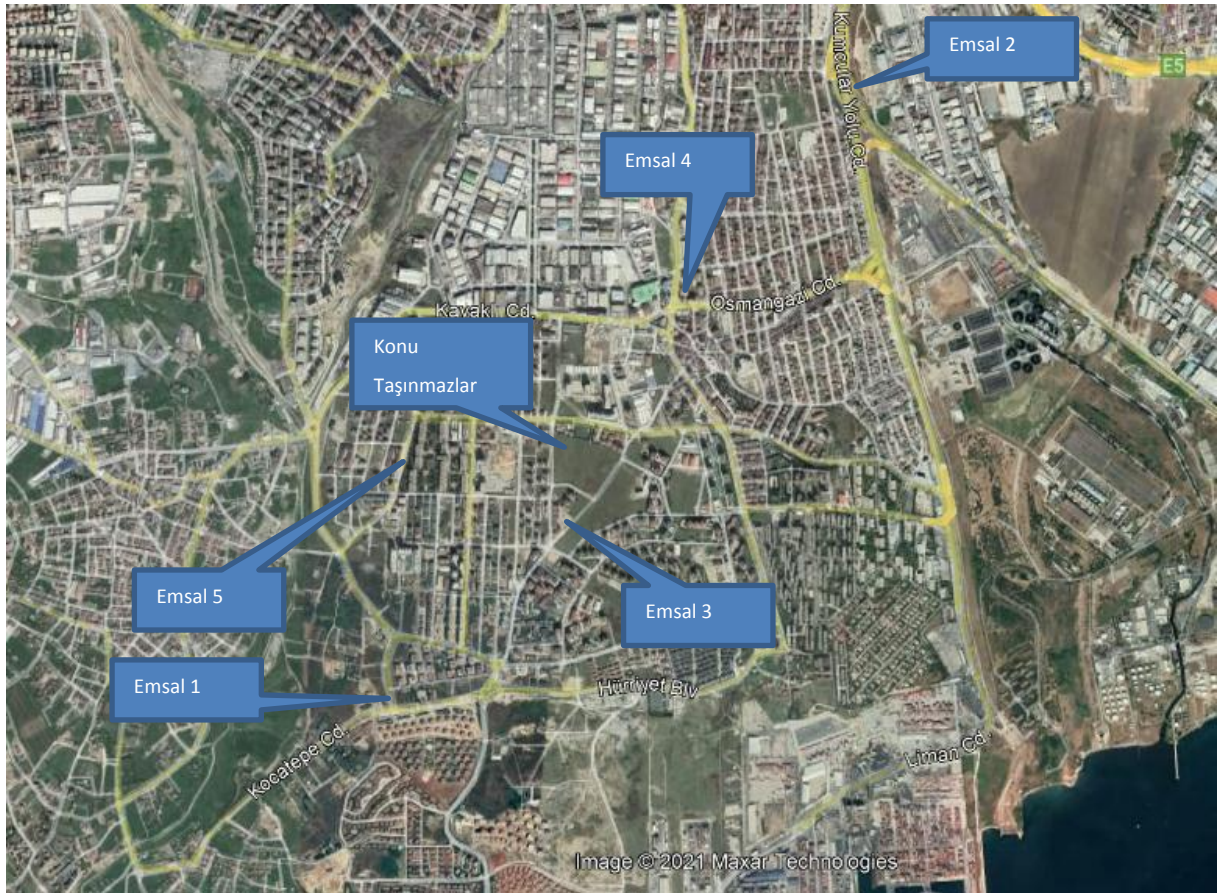 Emsal 2
Kumcular Yolu Cd.
E5
Emsal 4
Osmangazi Cd.
Kavaklı Cd.
Konu
Taşınmazlar
Emsal 5
Emsal 3
Emsal 1
Hürriyet Blv
Kocatepe Cd.
Liman Cd.
Image © 2021 Maxar Technologies